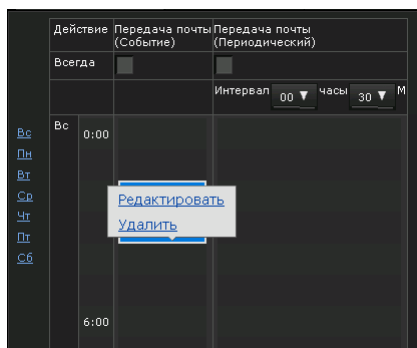 Действие Передача почты Передача почты
(Событие) (Периодический)
Всегда
Интервал 00 ▼ часы 30 ▼ М
Вс 0:00
Вс
Пн
Вт
Ср
Чт
Пт
Сб
Редактировать
Удалить
6:00